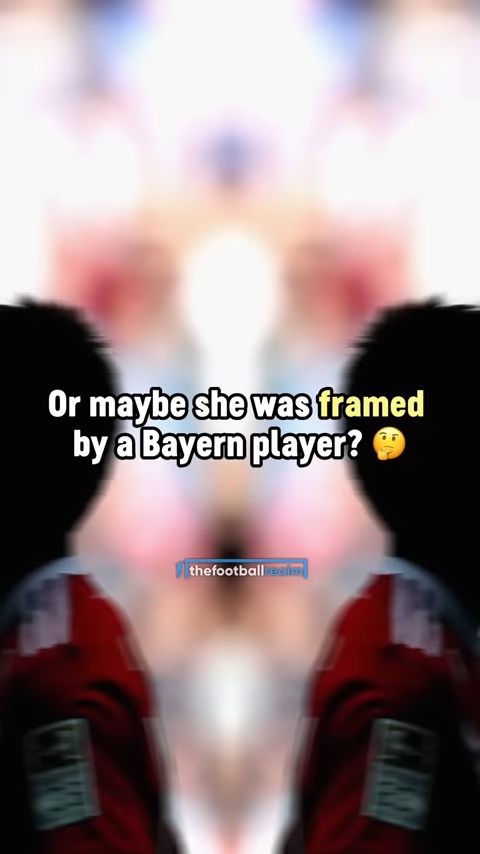 Or maybe she was framed
by a Bayern player? 🤔
thefootballrealm